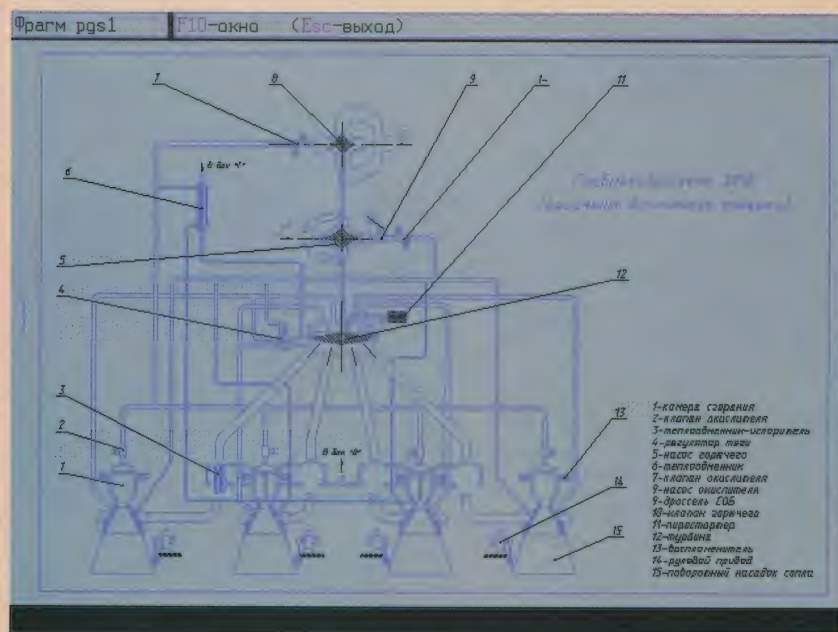 Фрагм pgs1
F10-окно (Esc-выход)
7
8
9
1-
11
В бак "Г"
6
5
4
12
3
2
1
В бак "О"
13
14
15
1-камера сгорания
2-клапан окислителя
3-теплообменник-испаритель
4-регулятор тяги
5-насос горючего
6-теплообменник
7-клапан окислителя
8-насос окислителя
9-дроссель СОБ
10-клапан горючего
11-пиростартер
12-турбина
13-воспламенитель
14-рулевой привод
15-поворотный насадок сопла